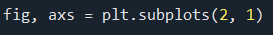 fig, axs = plt.subplots(2, 1)